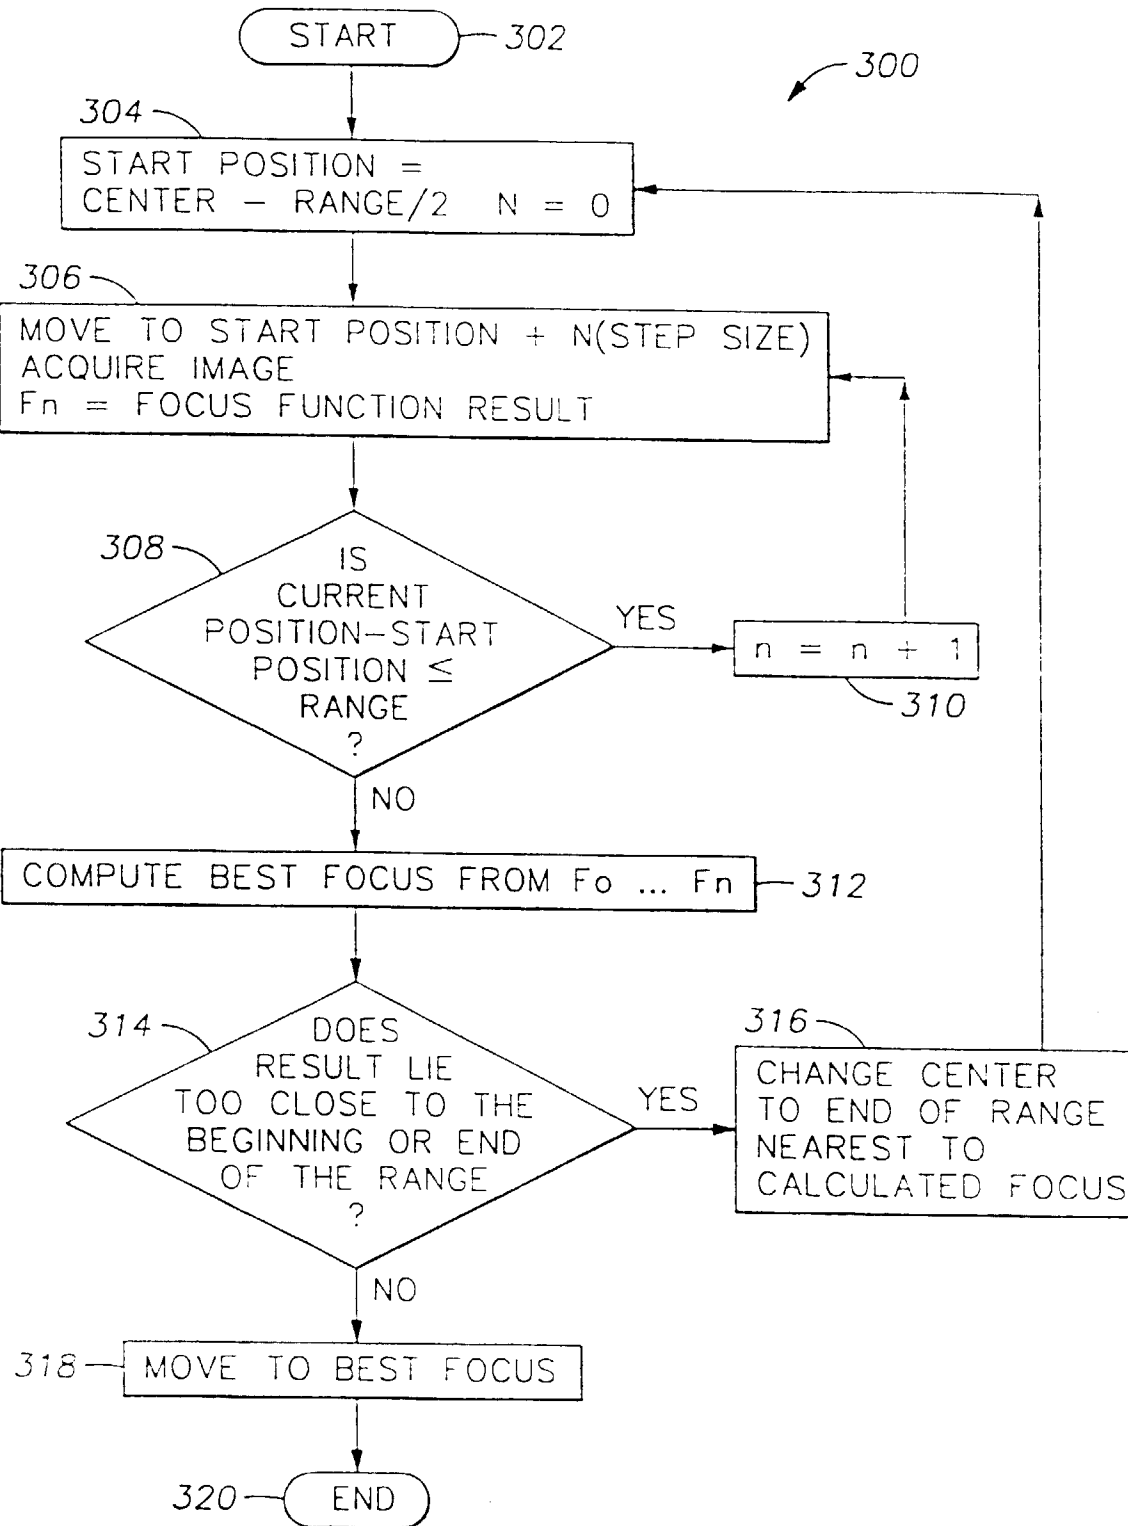 START
302
300
304
START POSITION =
CENTER - RANGE/2 N = 0
306
MOVE TO START POSITION + N(STEP SIZE)
ACQUIRE IMAGE
Fn = FOCUS FUNCTION RESULT
308
IS
CURRENT
POSITION-START
POSITION ≤
RANGE
?
YES
n = n + 1
310
NO
COMPUTE BEST FOCUS FROM Fo ... Fn
312
314
DOES
RESULT LIE
TOO CLOSE TO THE
BEGINNING OR END
OF THE RANGE
?
YES
316
CHANGE CENTER
TO END OF RANGE
NEAREST TO
CALCULATED FOCUS
NO
318
MOVE TO BEST FOCUS
320
END